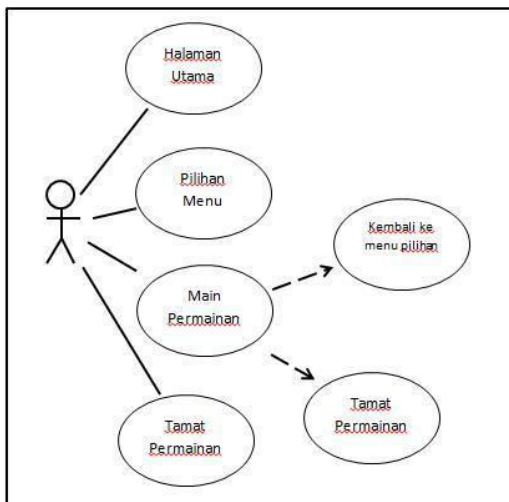 Halaman
Utama
Pilihan
Menu
Kembali ke
menu pilihan
Main
Permainan
Tamat
Permainan
Tamat
Permainan